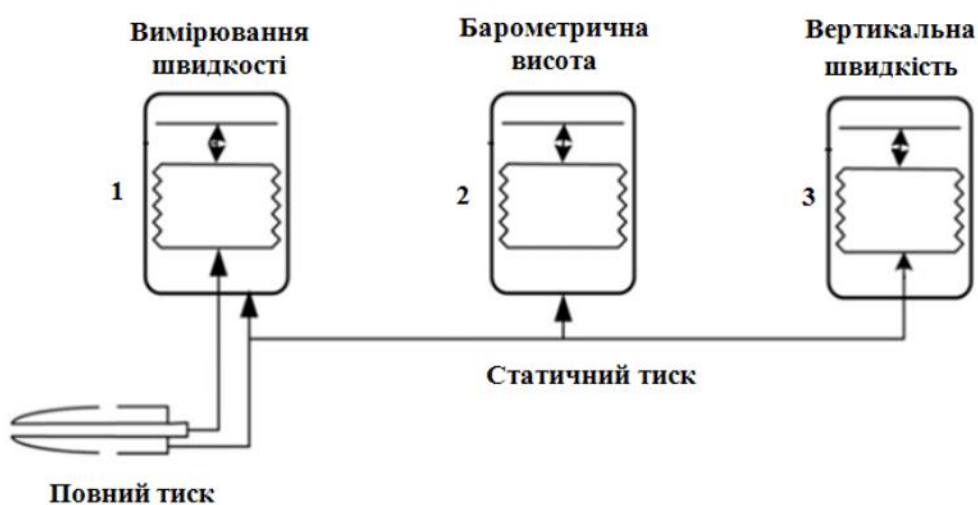 Вимірювання
швидкості
Барометрична
висота
Вертикальна
швидкість
1
2
3
Статичний тиск
Повний тиск